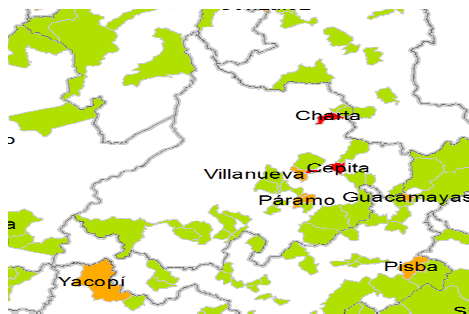 Charta
Cepita
Villanueva
Páramo
Guacamayas
Pisba
Yacopí